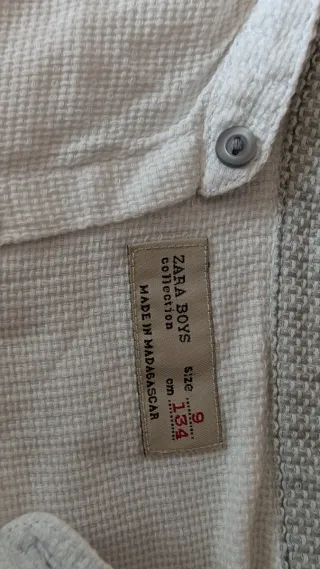 ZARA BOYS
collection
size 9
cm 134
MADE IN MADAGASCAR